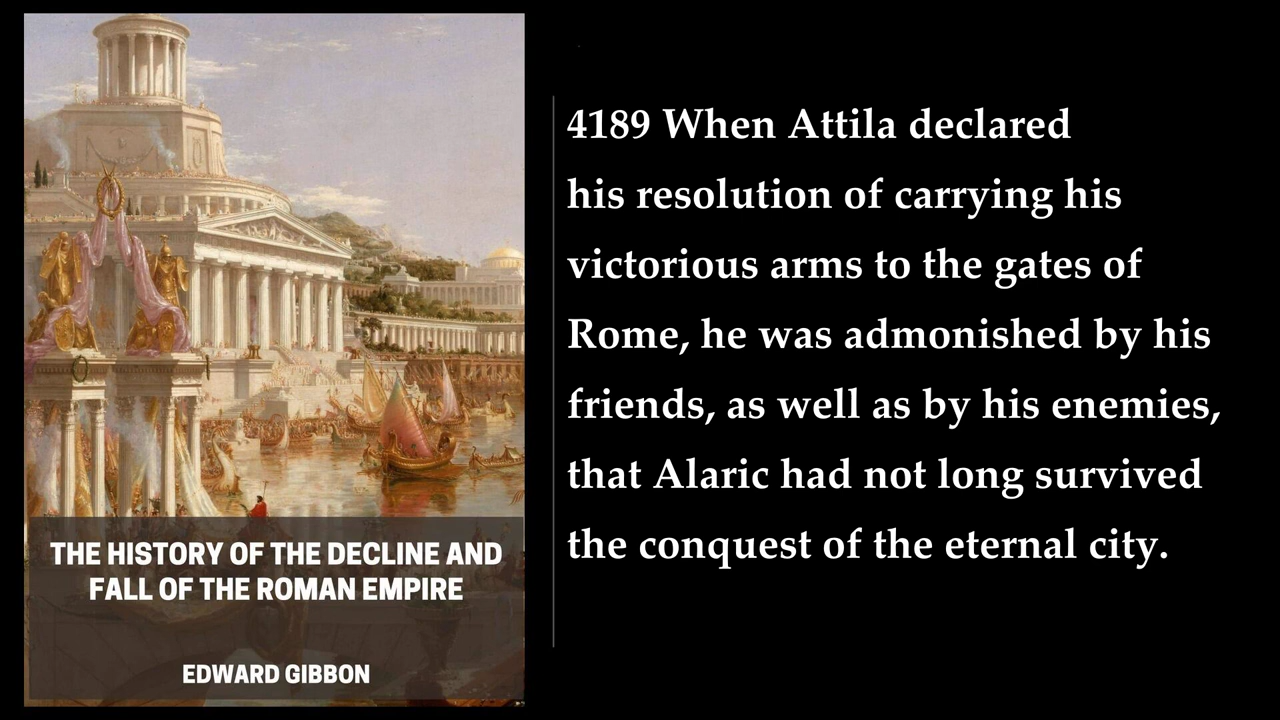 THE HISTORY OF THE DECLINE AND
FALL OF THE ROMAN EMPIRE
EDWARD GIBBON
4189 When Attila declared
his resolution of carrying his
victorious arms to the gates of
Rome, he was admonished by his
friends, as well as by his enemies,
that Alaric had not long survived
the conquest of the eternal city.